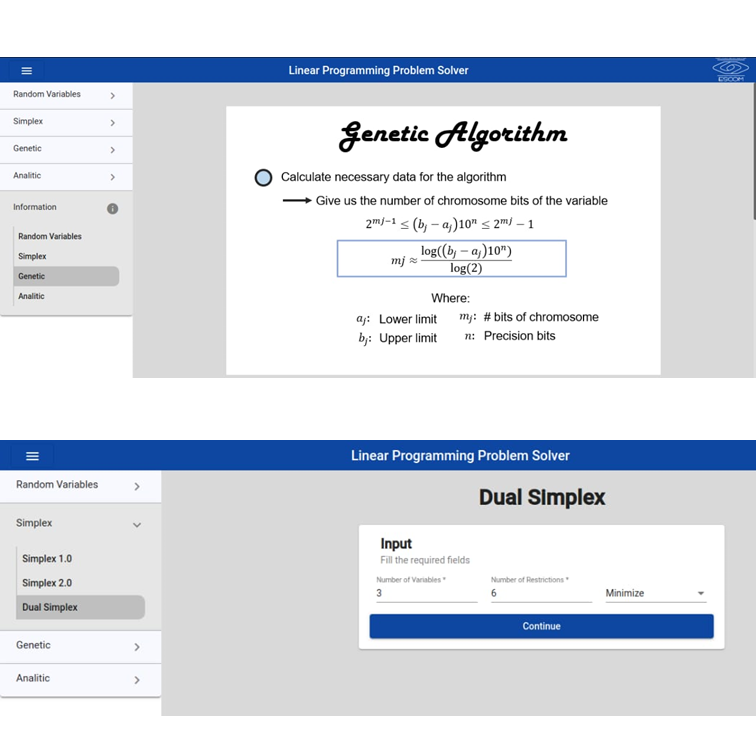 Linear Programming Problem Solver
ESCOM
Random Variables
Simplex
Genetic
Analitic
Information
Random Variables
Simplex
Genetic
Analitic
Genetic Algorithm
Calculate necessary data for the algorithm
Give us the number of chromosome bits of the variable
2^{mj−1} ≤ (b_j − a_j)10^n ≤ 2^{mj} − 1
mj ≈ log((b_j − a_j)10^n) / log(2)
Where:
a_j: Lower limit m_j: # bits of chromosome
b_j: Upper limit n: Precision bits
Linear Programming Problem Solver
Random Variables
Simplex
Simplex 1.0
Simplex 2.0
Dual Simplex
Genetic
Analitic
Dual SImplex
Input
Fill the required fields
Number of Variables * Number of Restrictions *
3 6 Minimize
Continue